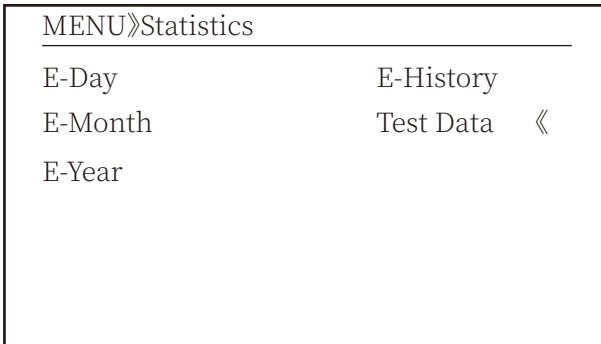 MENU》Statistics
E-Day E-History
E-Month Test Data 《
E-Year